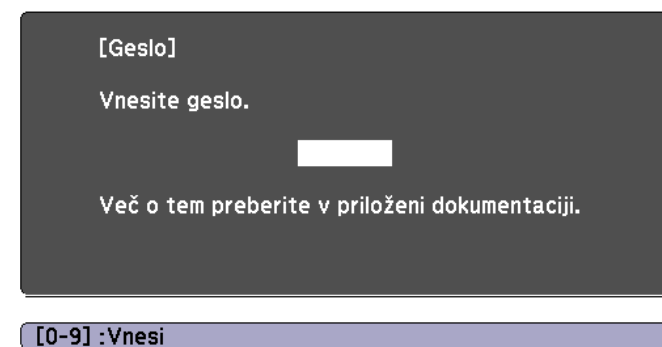 [Geslo]
Vnesite geslo.
Več o tem preberite v priloženi dokumentaciji.
[0-9] :Vnesi